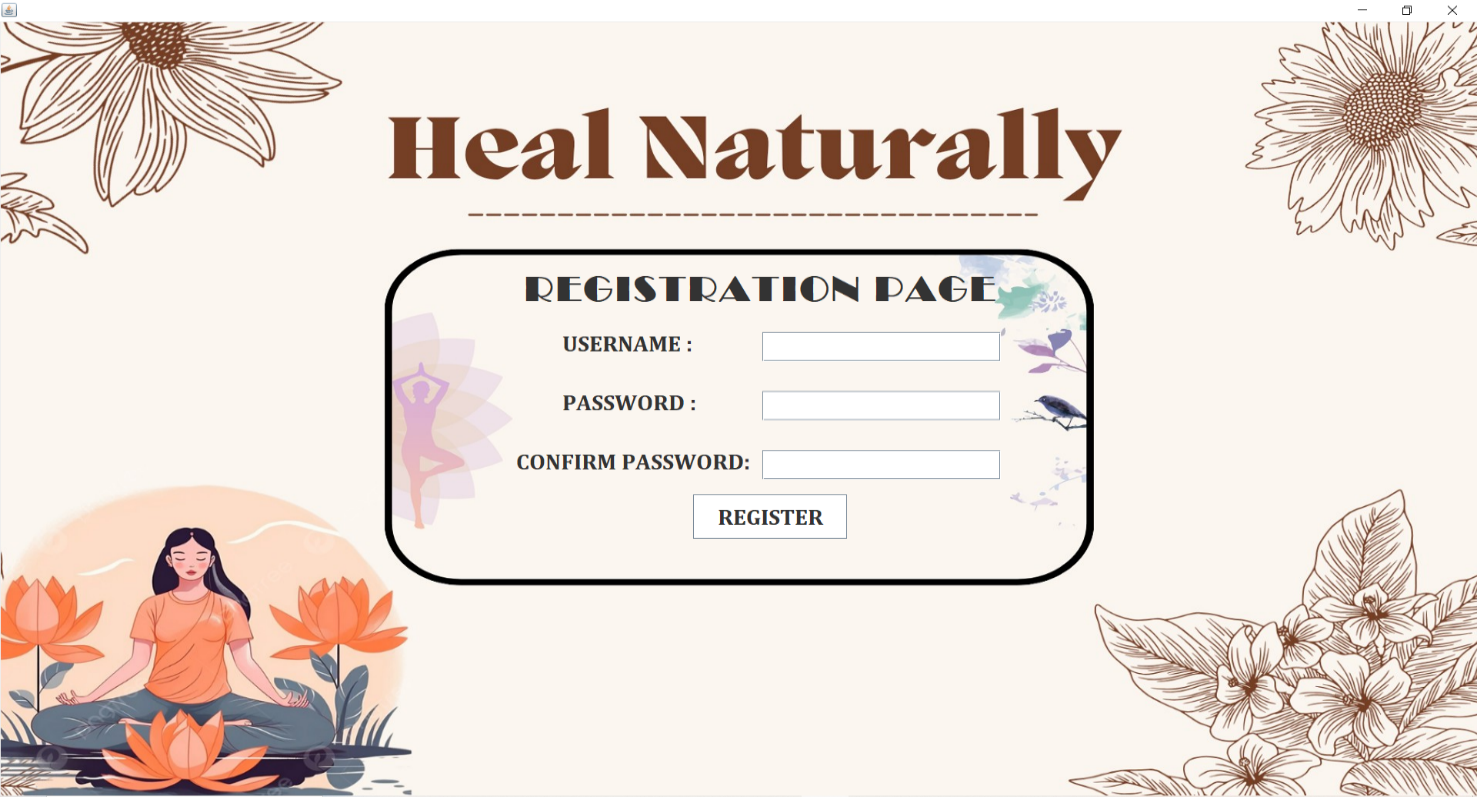 Heal Naturally
REGISTRATION PAGE
USERNAME :
PASSWORD :
CONFIRM PASSWORD:
REGISTER